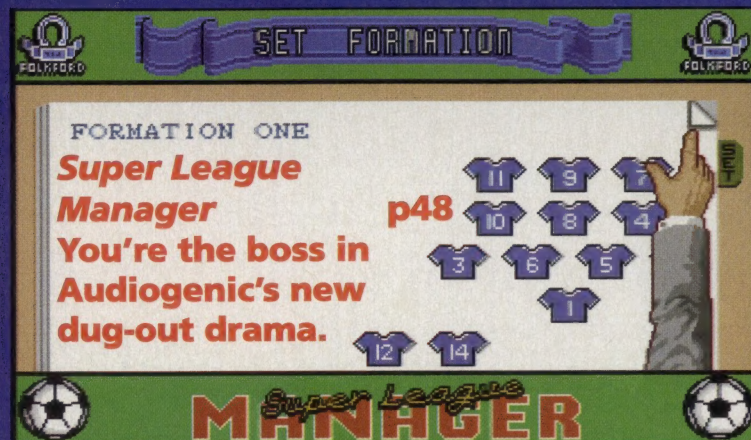 SET FORMATION
FOLKFORD
FOLKFORD
FORMATION ONE
Super League
Manager p48
You're the boss in
Audiogenic's new
dug-out drama.
SET
11 9 7
10 8 4
3 6 5
1
12 14
Super League
MANAGER